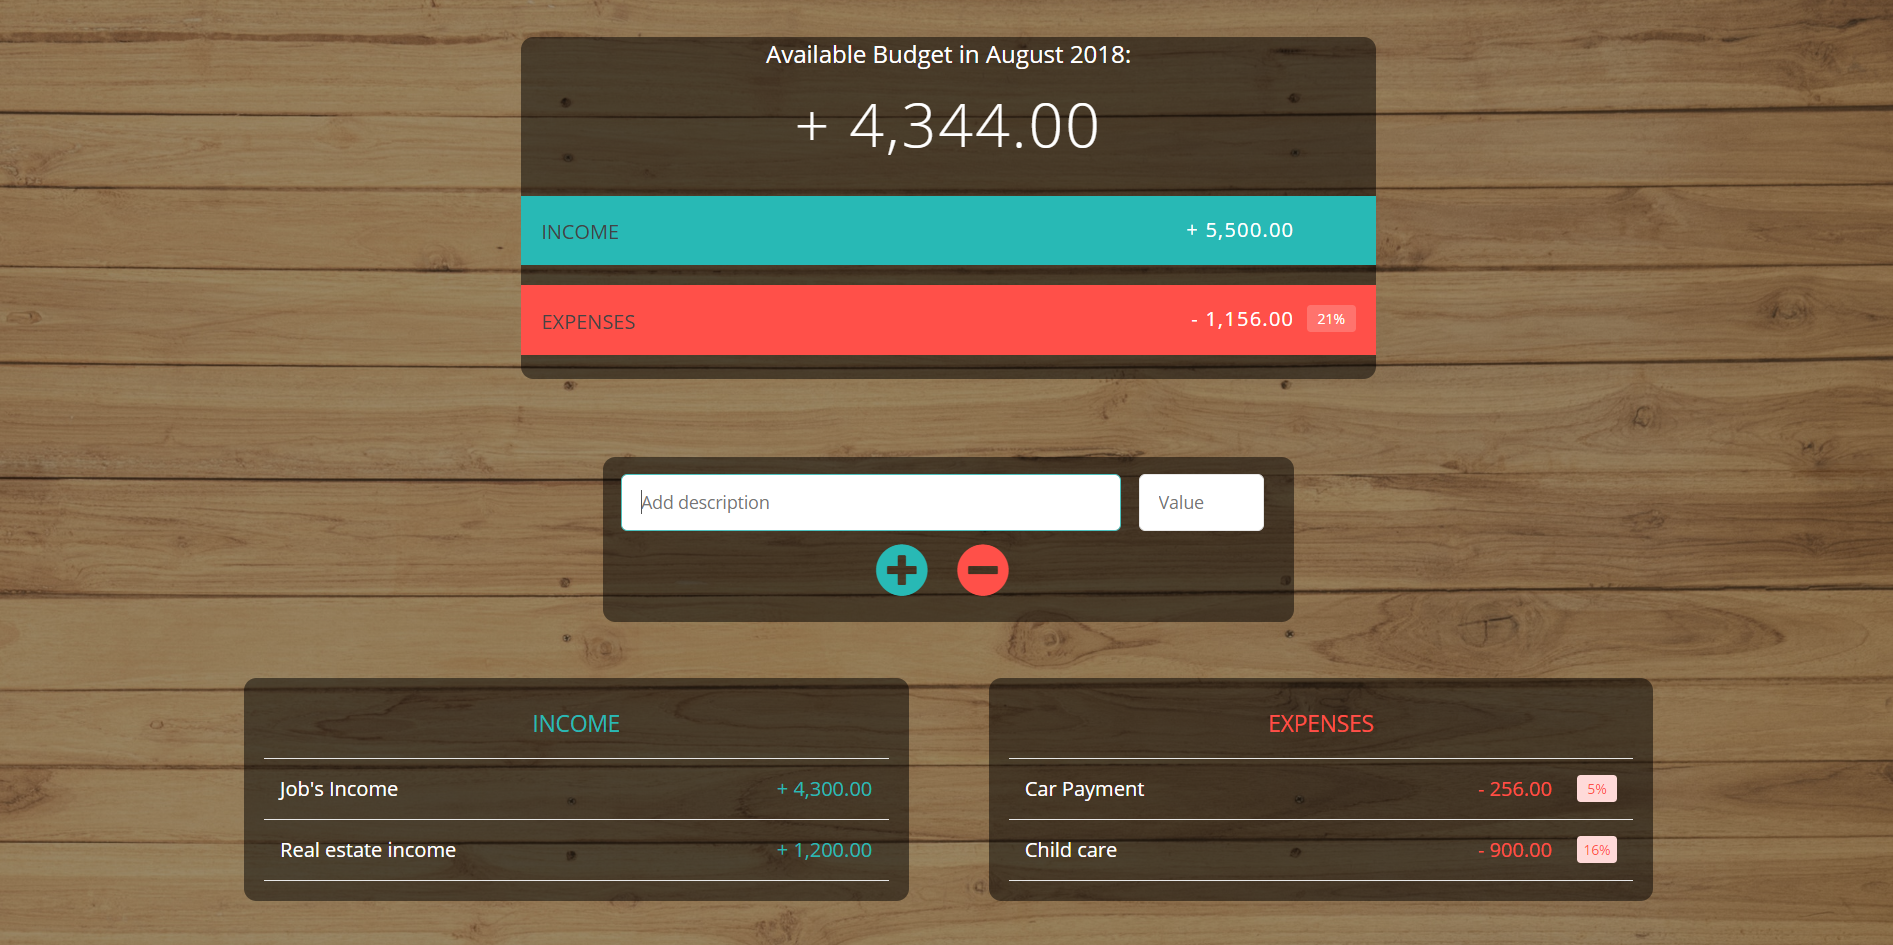 Available Budget in August 2018:
+ 4,344.00
INCOME + 5,500.00
EXPENSES - 1,156.00 21%
Add description Value
INCOME
Job's Income + 4,300.00
Real estate income + 1,200.00
EXPENSES
Car Payment - 256.00 5%
Child care - 900.00 16%